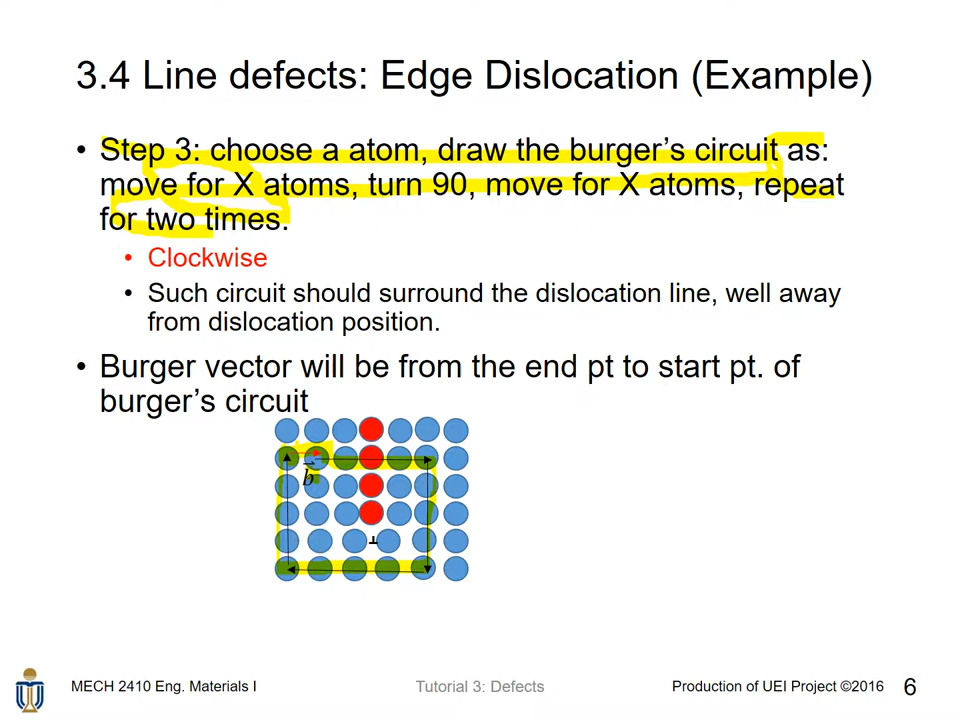 3.4 Line defects: Edge Dislocation (Example)
• Step 3: choose a atom, draw the burger's circuit as:
move for X atoms, turn 90, move for X atoms, repeat
for two times.
• Clockwise
• Such circuit should surround the dislocation line, well away
from dislocation position.
• Burger vector will be from the end pt to start pt. of
burger's circuit
b
MECH 2410 Eng. Materials I
Tutorial 3: Defects
Production of UEI Project ©2016
6